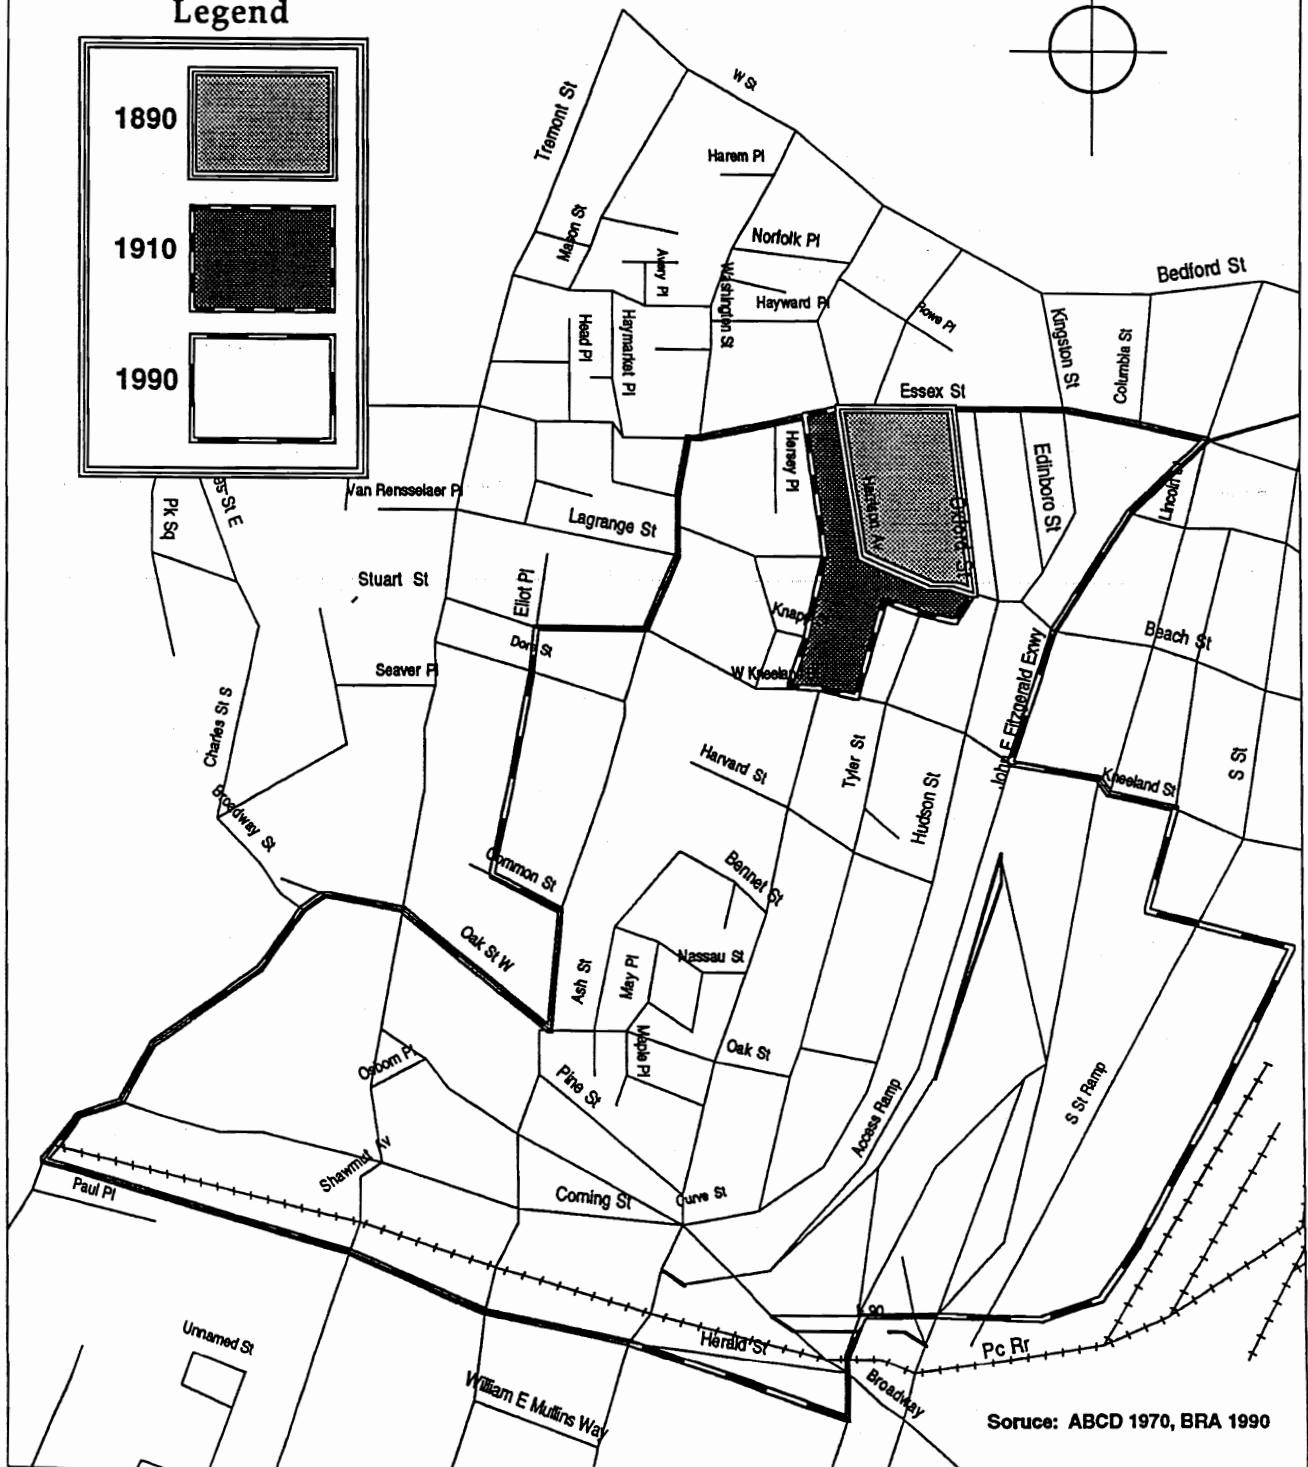 Legend
1890
1910
1990
W St
Tremont St
Harem Pl
Mason St
Norfolk Pl
Avery Pl
Washington St
Bedford St
Hayward Pl
Rowe Pl
Head Pl
Haymarket Pl
Kingston St
Columbia St
Essex St
Hersey Pl
Harrison Av
Oxford St
Edinboro St
Lincoln St
Van Rensselaer Pl
Pk Sq
St E
Lagrange St
Stuart St
Eliot Pl
Knapp
Beach St
Dore St
Seaver Pl
W Kneeland
John F Fitzgerald Exwy
Charles St S
Harvard St
Tyler St
Hudson St
Kneeland St
S St
Broadway St
Common St
Bennet St
Oak St W
Ash St
May Pl
Nassau St
Maple Pl
Oak St
Osborn Pl
Pine St
Access Ramp
S St Ramp
Shawmut Av
Paul Pl
Corning St
Curve St
I 90
Herald St
Pc Rr
Unnamed St
William E Mullins Way
Broadway
Soruce: ABCD 1970, BRA 1990